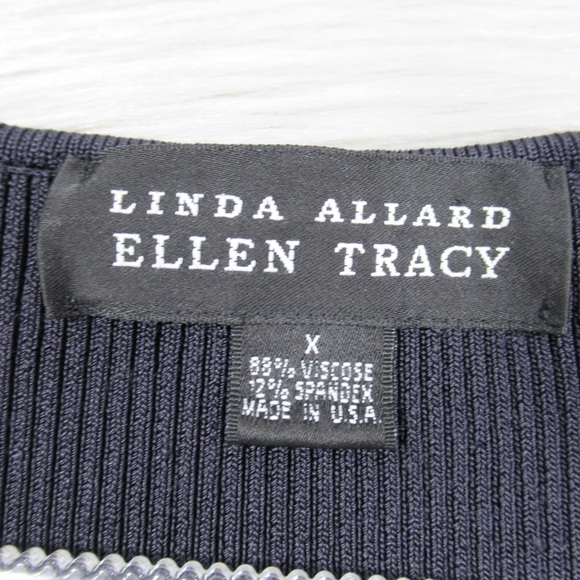 LINDA ALLARD
ELLEN TRACY
X
88% VISCOSE
12% SPANDEX
MADE IN U.S.A.